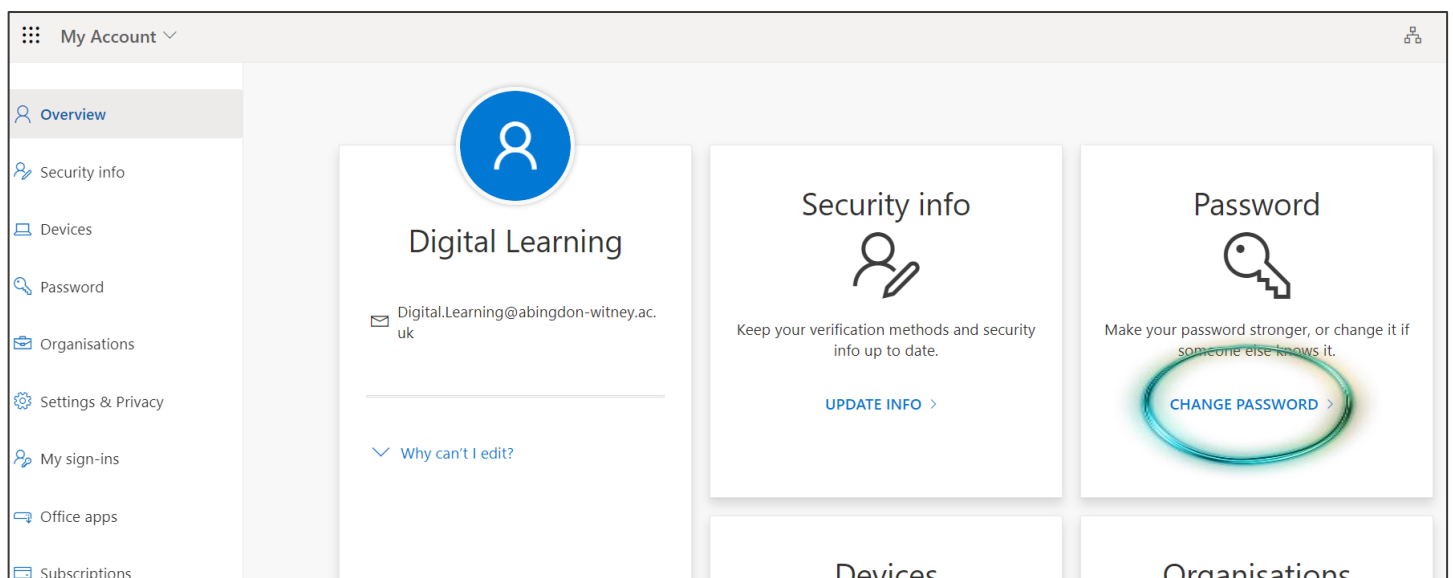 My Account
Overview
Security info
Devices
Password
Organisations
Settings & Privacy
My sign-ins
Office apps
Subscriptions
Digital Learning
Digital.Learning@abingdon-witney.ac.
uk
Why can't I edit?
Security info
Keep your verification methods and security
info up to date.
UPDATE INFO
Password
Make your password stronger, or change it if
someone else knows it.
CHANGE PASSWORD
Devices
Organisations